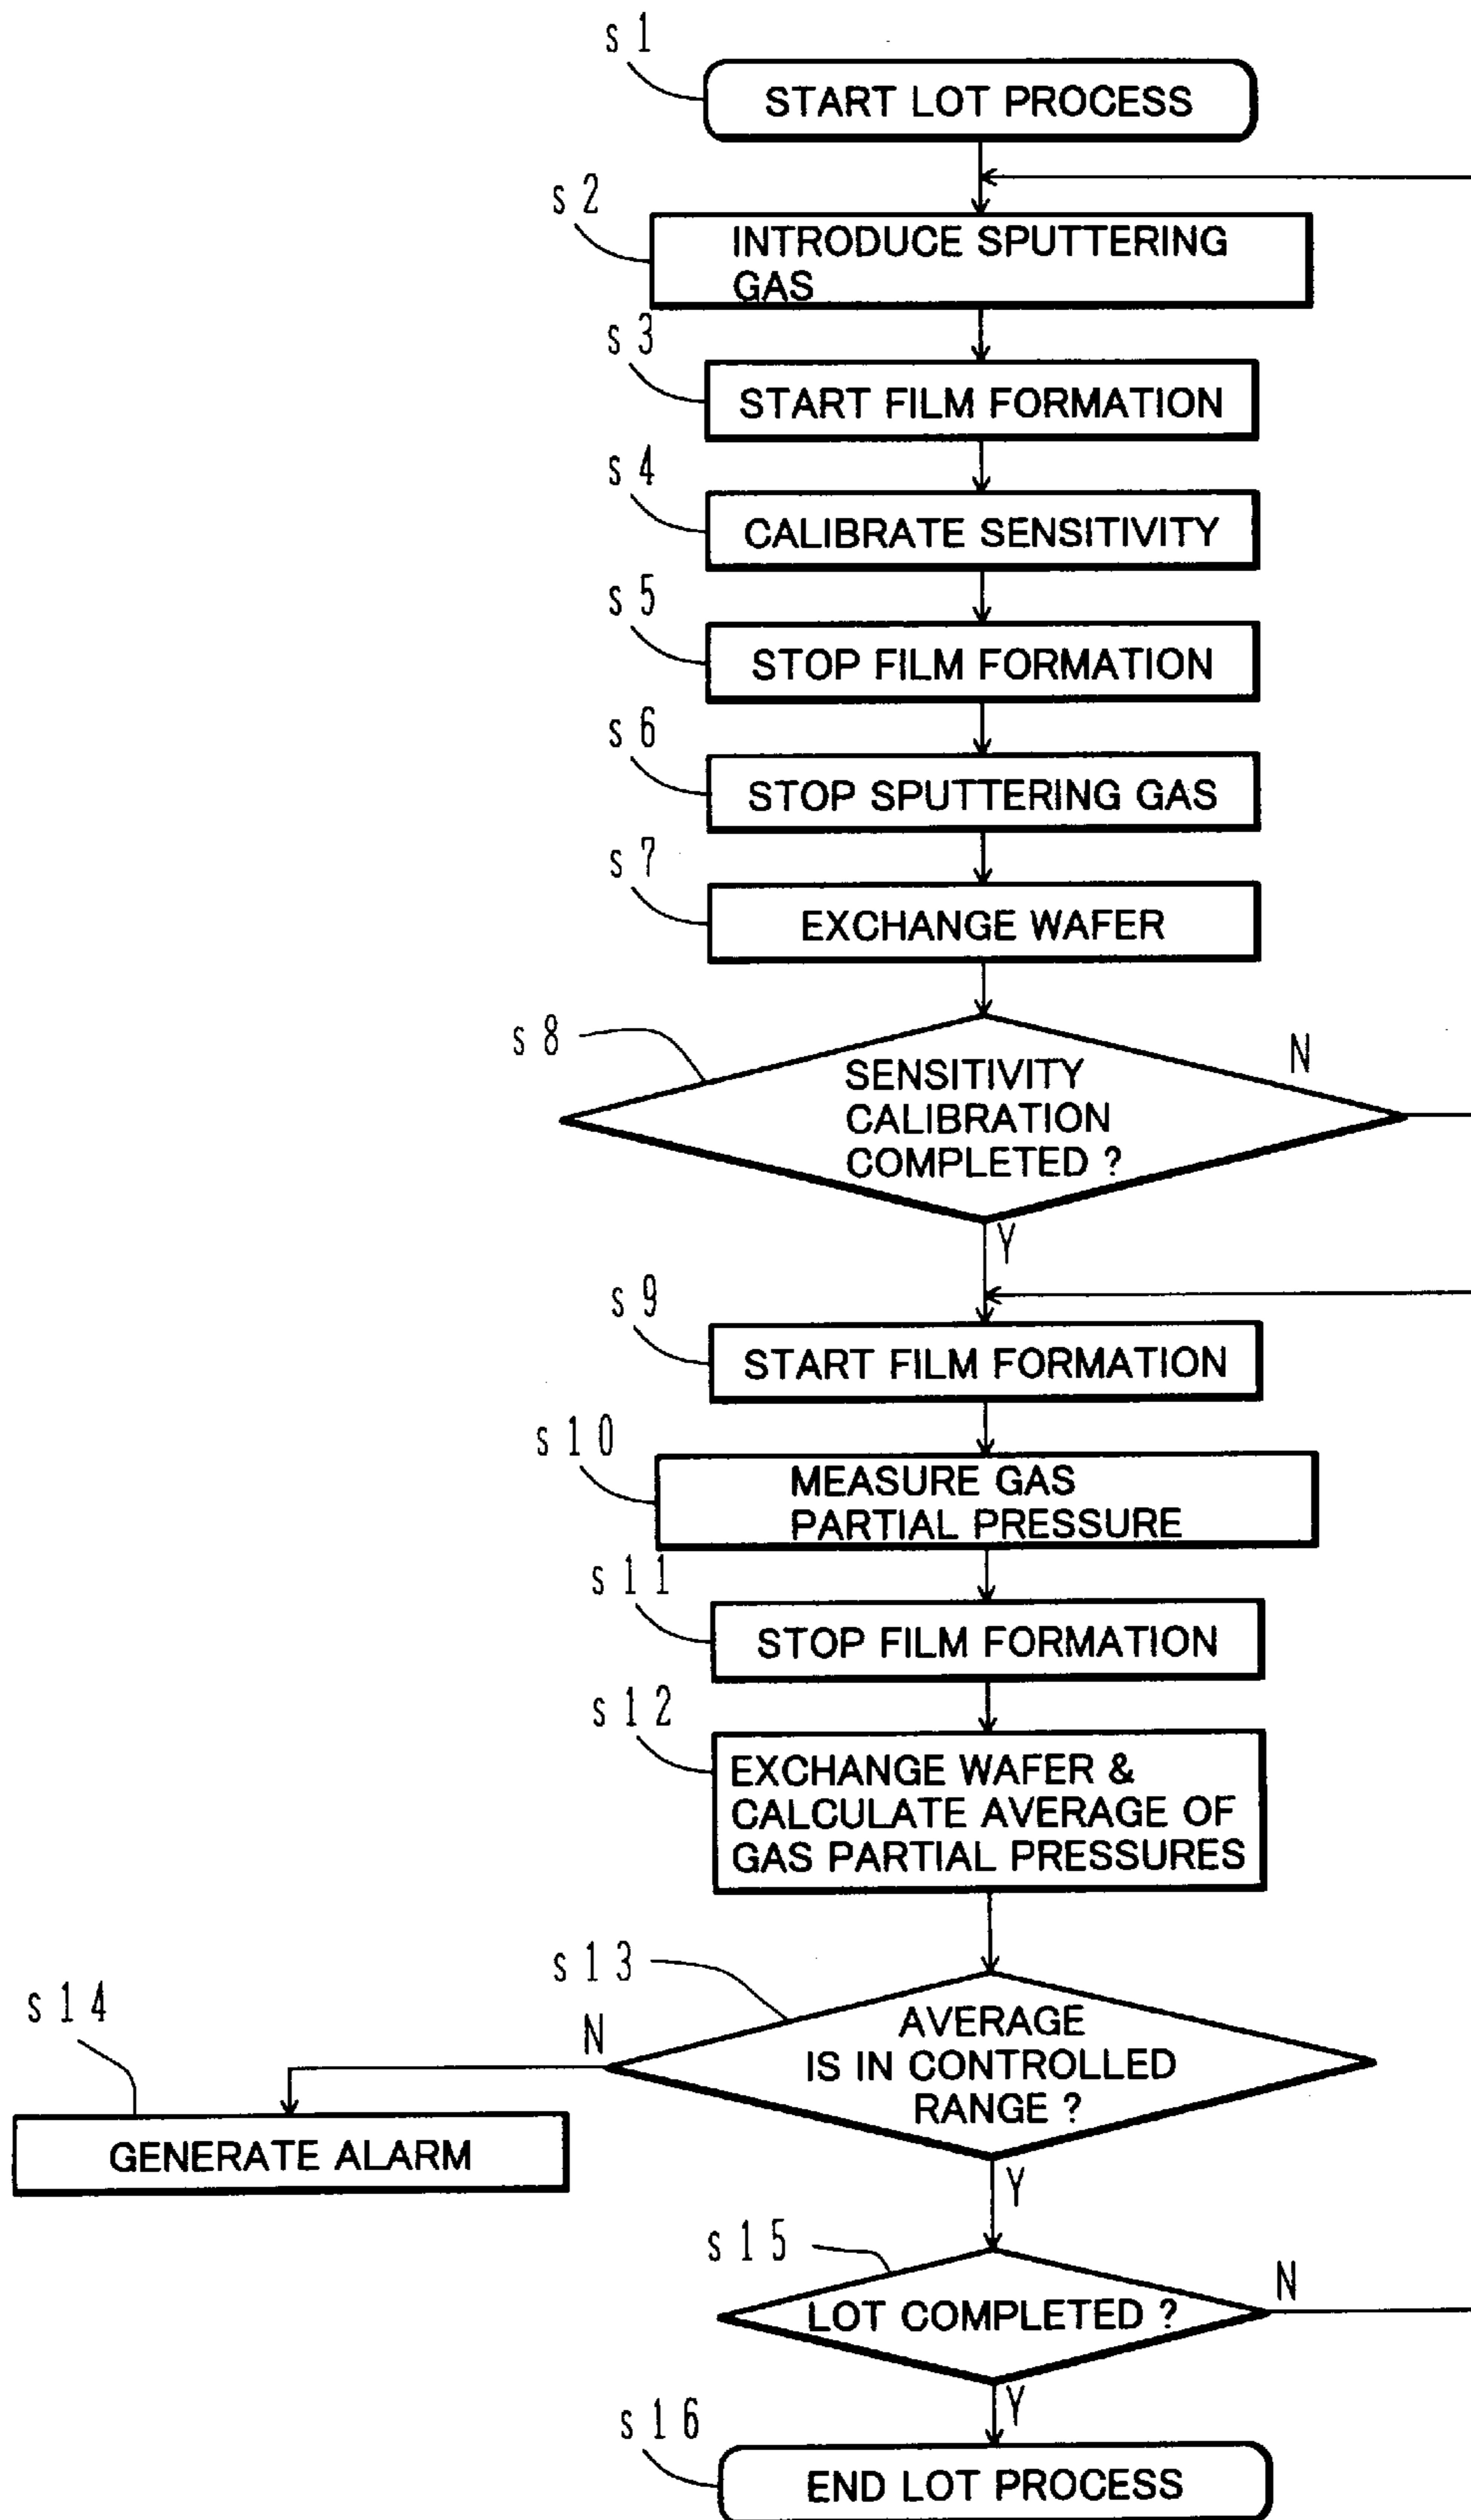 s1
START LOT PROCESS
s2
INTRODUCE SPUTTERING
GAS
s3
START FILM FORMATION
s4
CALIBRATE SENSITIVITY
s5
STOP FILM FORMATION
s6
STOP SPUTTERING GAS
s7
EXCHANGE WAFER
s8
SENSITIVITY
CALIBRATION
COMPLETED ?
N
Y
s9
START FILM FORMATION
s10
MEASURE GAS
PARTIAL PRESSURE
s11
STOP FILM FORMATION
s12
EXCHANGE WAFER &
CALCULATE AVERAGE OF
GAS PARTIAL PRESSURES
s13
AVERAGE
IS IN CONTROLLED
RANGE ?
N
s14
GENERATE ALARM
Y
s15
LOT COMPLETED ?
N
Y
s16
END LOT PROCESS